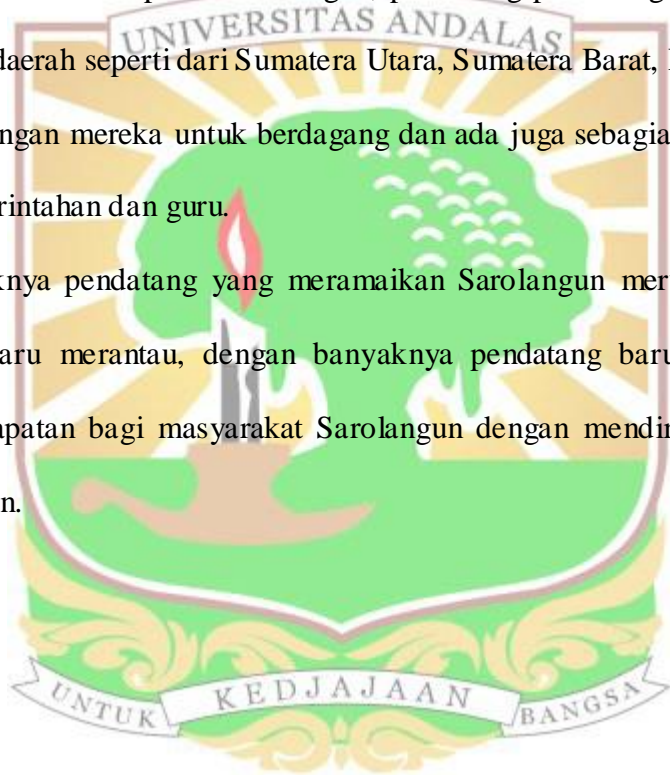 UNIVERSITAS ANDALAS
daerah seperti dari Sumatera Utara, Sumatera Barat,
ngan mereka untuk berdagang dan ada juga sebagia
rintahan dan guru.
knya pendatang yang meramaikan Sarolangun mer
aru merantau, dengan banyaknya pendatang baru
apatan bagi masyarakat Sarolangun dengan mendir
n.
UNTUK KEDJAJAAN BANGSA